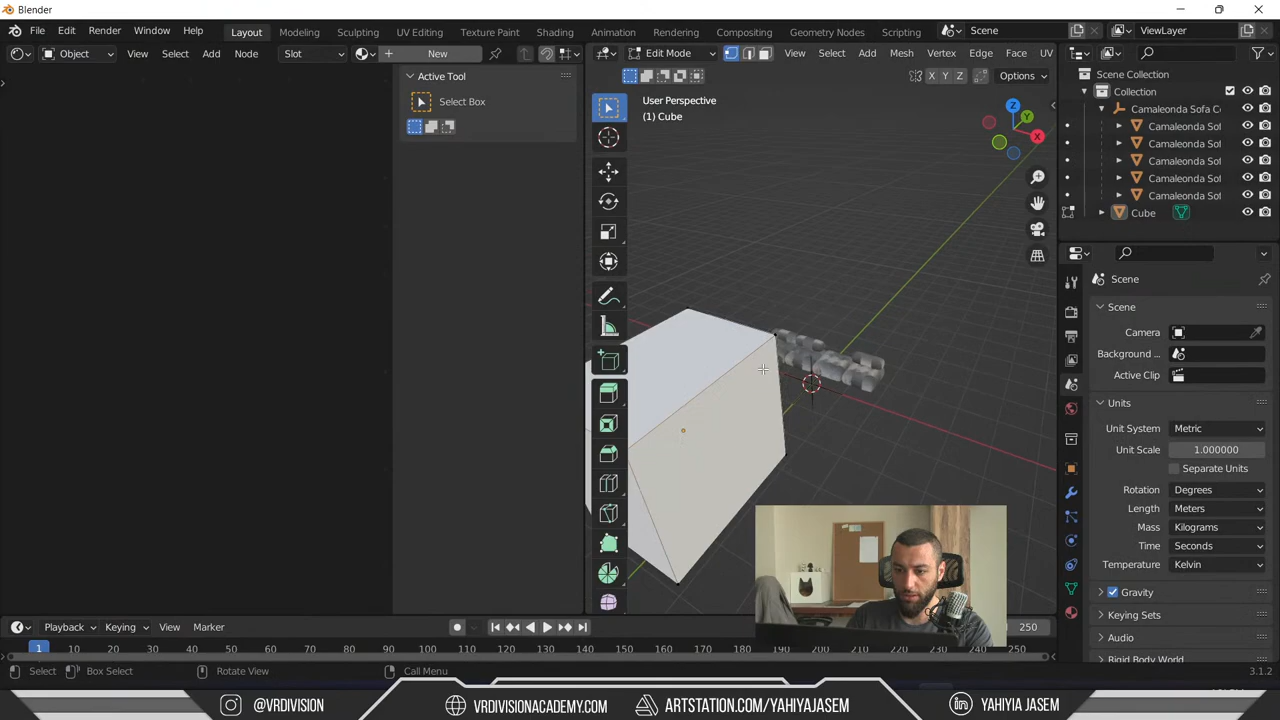 Blender
File Edit Render Window Help Layout Modeling Sculpting UV Editing Texture Paint Shading Animation Rendering Compositing Geometry Nodes Scripting Scene ViewLayer
Object View Select Add Node Slot New Edit Mode View Select Add Mesh Vertex Edge Face UV
X Y Z Options
Active Tool
Select Box
User Perspective
(1) Cube
Z
Y
X
Scene Collection
Collection
Camaleonda Sofa Co
Camaleonda Sof
Camaleonda Sof
Camaleonda Sof
Camaleonda Sof
Camaleonda Sof
Cube
Scene
Scene
Camera
Background ...
Active Clip
Units
Unit System Metric
Unit Scale 1.000000
Separate Units
Rotation Degrees
Length Meters
Mass Kilograms
Time Seconds
Temperature Kelvin
Gravity
Keying Sets
Audio
Rigid Body World
Playback Keying View Marker 250
1 10 20 30 40 50 60 70 80 90 100 110 120 130 140 150 160 170 180 190 200 210 220 230 240 250
Select Box Select Rotate View Call Menu 3.1.2
@VRDIVISION VRDIVISIONACADEMY.COM ARTSTATION.COM/YAHIYAJASEM YAHIYIA JASEM